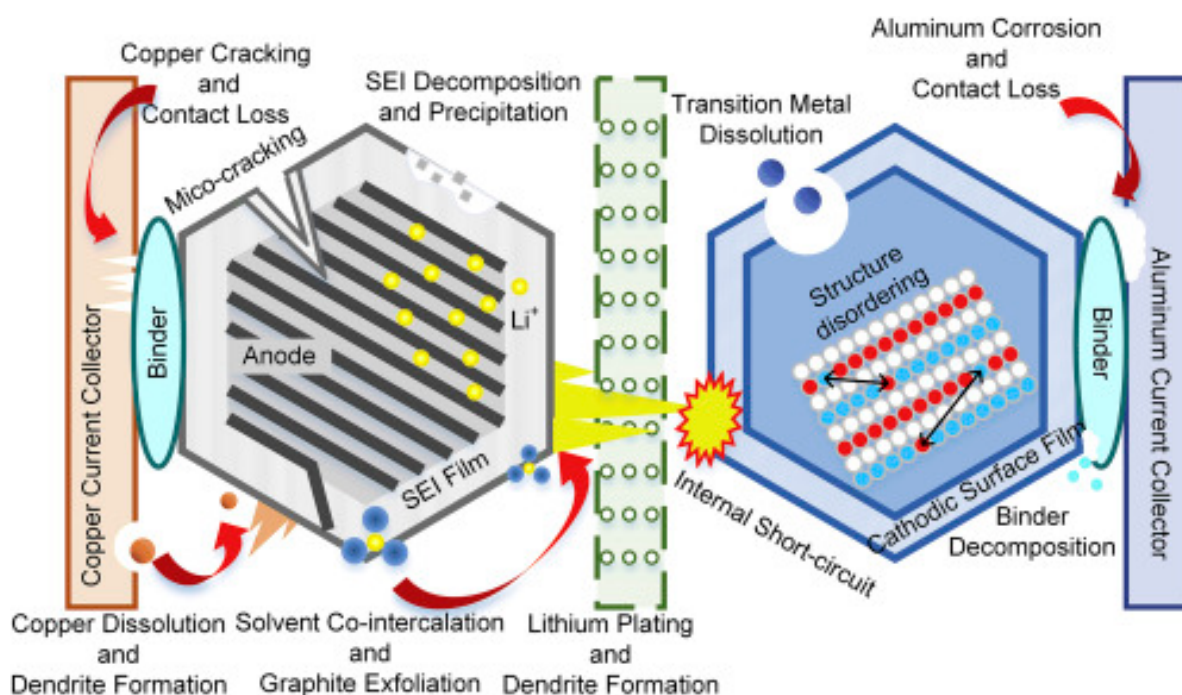 Copper Cracking
and
Contact Loss
SEI Decomposition
and Precipitation
Aluminum Corrosion
and
Contact Loss
Transition Metal
Dissolution
Mico-cracking
Copper Current Collector
Binder
Anode
Li⁺
SEI Film
Structure
disordering
Cathodic Surface Film
Internal Short-circuit
Binder
Binder
Decomposition
Aluminum Current Collector
Copper Dissolution
and
Dendrite Formation
Solvent Co-intercalation
and
Graphite Exfoliation
Lithium Plating
and
Dendrite Formation